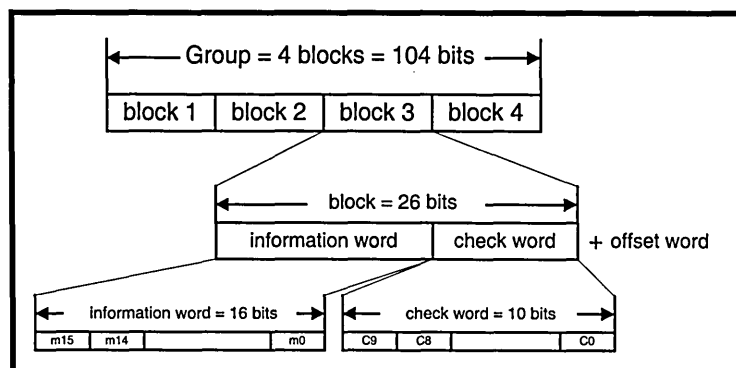 Group = 4 blocks = 104 bits
block 1 block 2 block 3 block 4
block = 26 bits
information word check word + offset word
information word = 16 bits check word = 10 bits
m15 m14 m0 C9 C8 C0